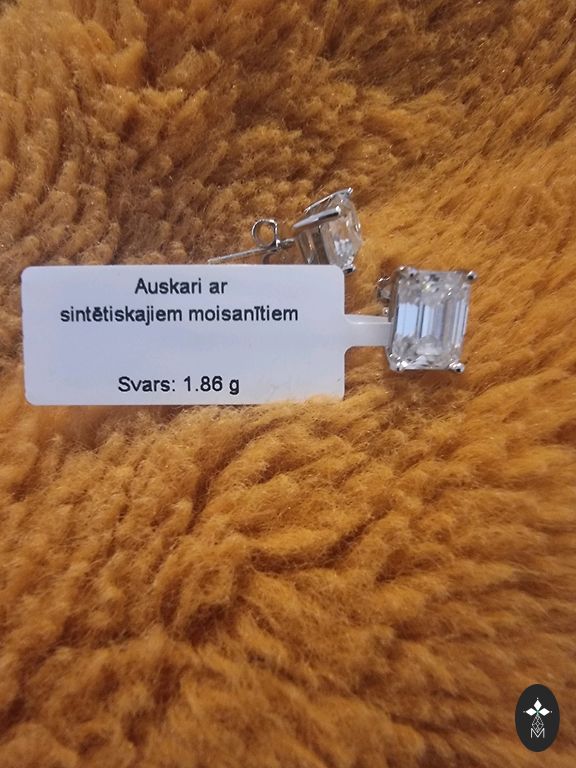 Auskari ar
sintētiskajiem moisanītiem
Svars: 1.86 g
M